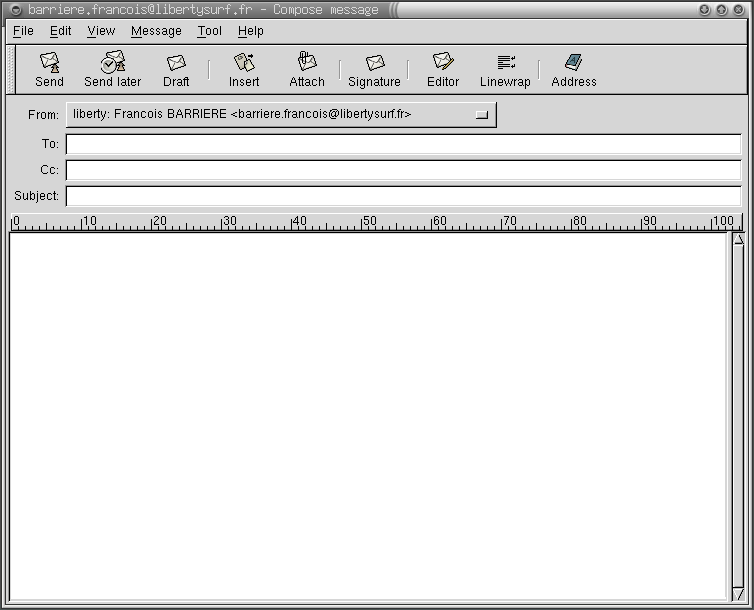 barriere.francois@libertysurf.fr - Compose message
File Edit View Message Tool Help
Send Send later Draft Insert Attach Signature Editor Linewrap Address
From: liberty: Francois BARRIERE <barriere.francois@libertysurf.fr>
To:
Cc:
Subject:
0 10 20 30 40 50 60 70 80 90 100